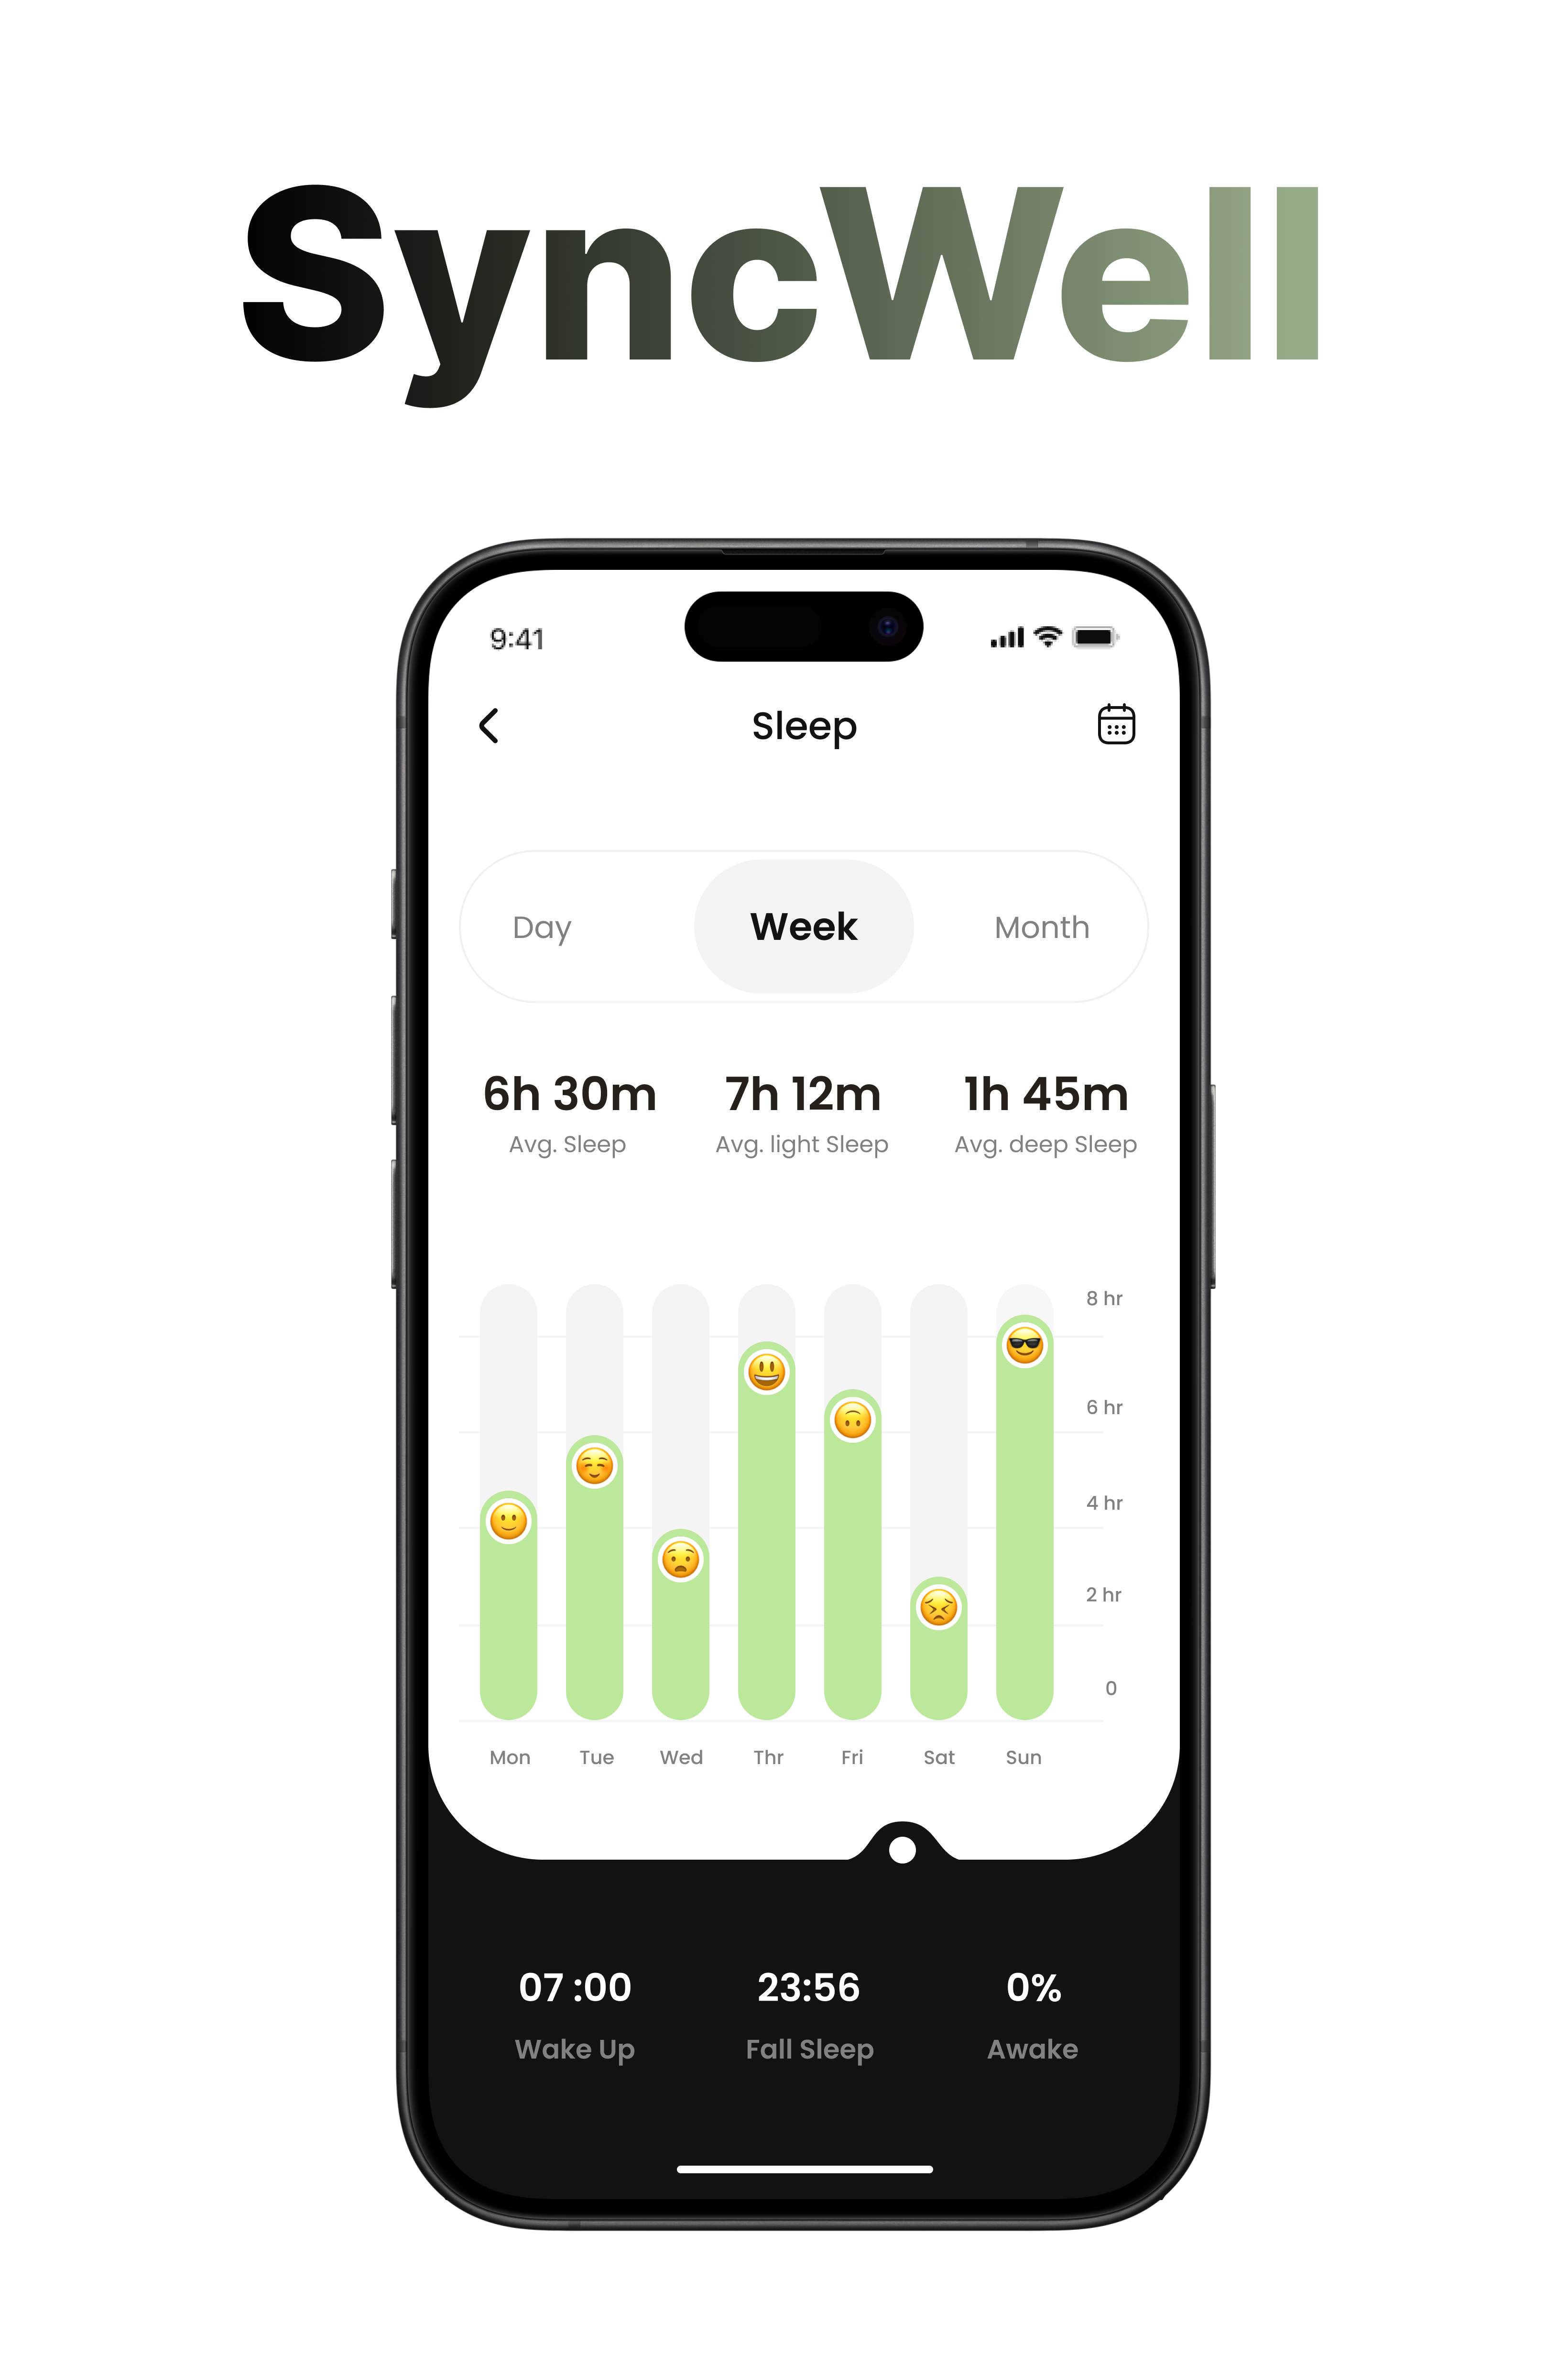 SyncWell
9:41
Sleep
Day Week Month
6h 30m 7h 12m 1h 45m
Avg. Sleep Avg. light Sleep Avg. deep Sleep
8 hr
6 hr
4 hr
2 hr
0
Mon Tue Wed Thr Fri Sat Sun
07 :00 23:56 0%
Wake Up Fall Sleep Awake